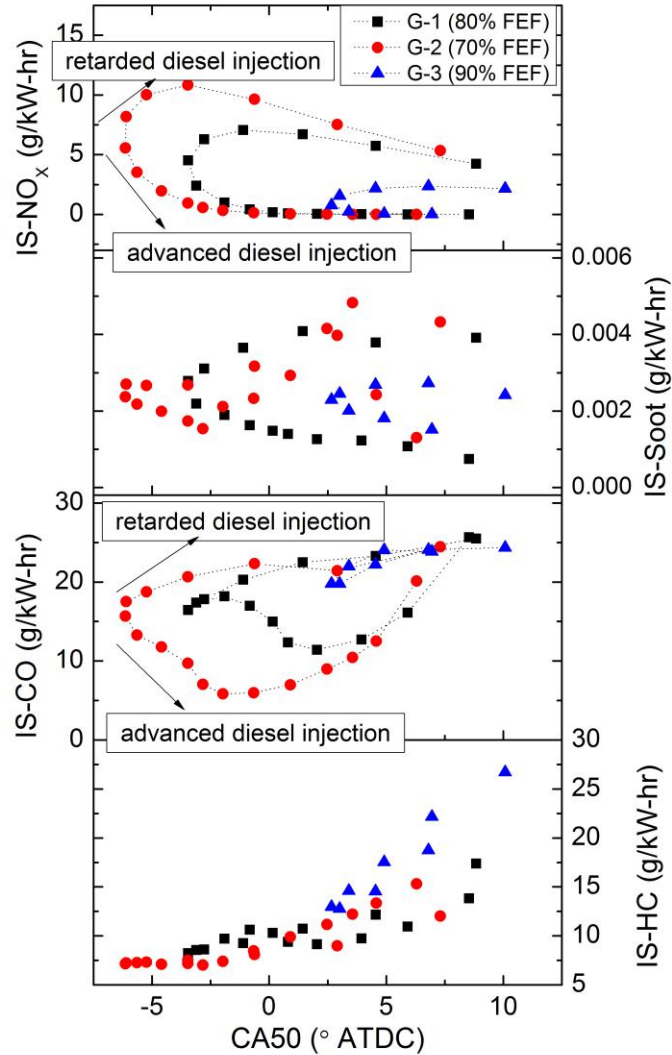 G-1 (80% FEF)
G-2 (70% FEF)
G-3 (90% FEF)
retarded diesel injection
15
10
5
0
IS-NOx (g/kW-hr)
advanced diesel injection
0.006
0.004
0.002
0.000
IS-Soot (g/kW-hr)
30
20
10
0
IS-CO (g/kW-hr)
retarded diesel injection
advanced diesel injection
30
25
20
15
10
5
IS-HC (g/kW-hr)
-5
0
5
10
CA50 (° ATDC)